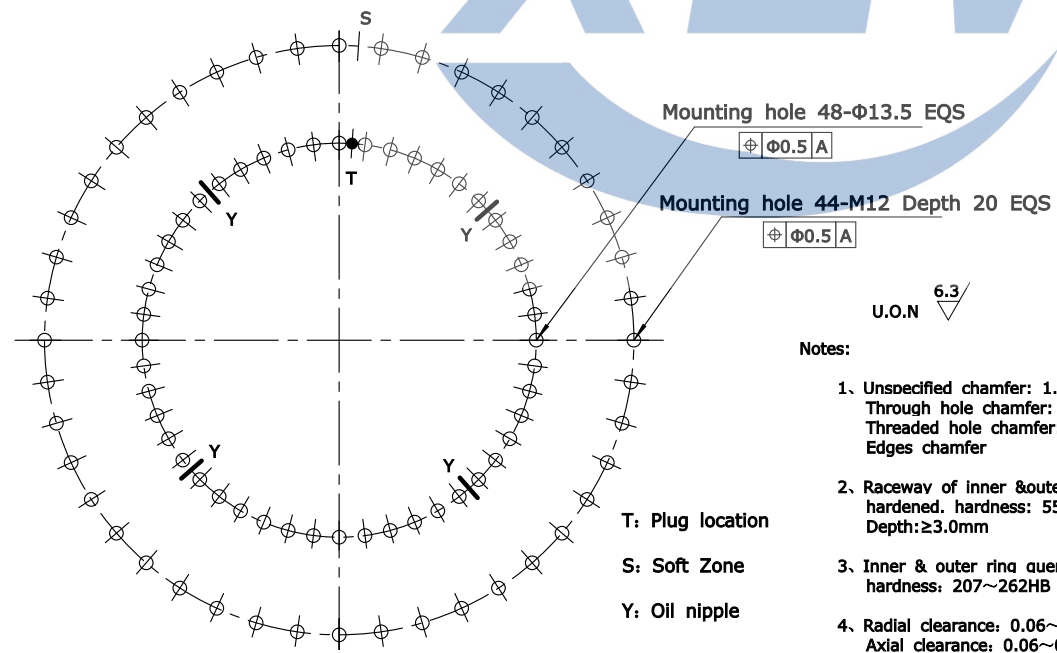 S
Mounting hole 48-Φ13.5 EQS
⌖ Φ0.5 A
T
Y
Y
Mounting hole 44-M12 Depth 20 EQS
⌖ Φ0.5 A
U.O.N 6.3
Notes:
1、Unspecified chamfer: 1.
Through hole chamfer:
Threaded hole chamfer
Edges chamfer
Y
Y
2、Raceway of inner &oute
hardened. hardness: 55
Depth:≥3.0mm
T: Plug location
S: Soft Zone
3、Inner & outer ring quen
hardness: 207~262HB
Y: Oil nipple
4、Radial clearance: 0.06~
Axial clearance: 0.06~0